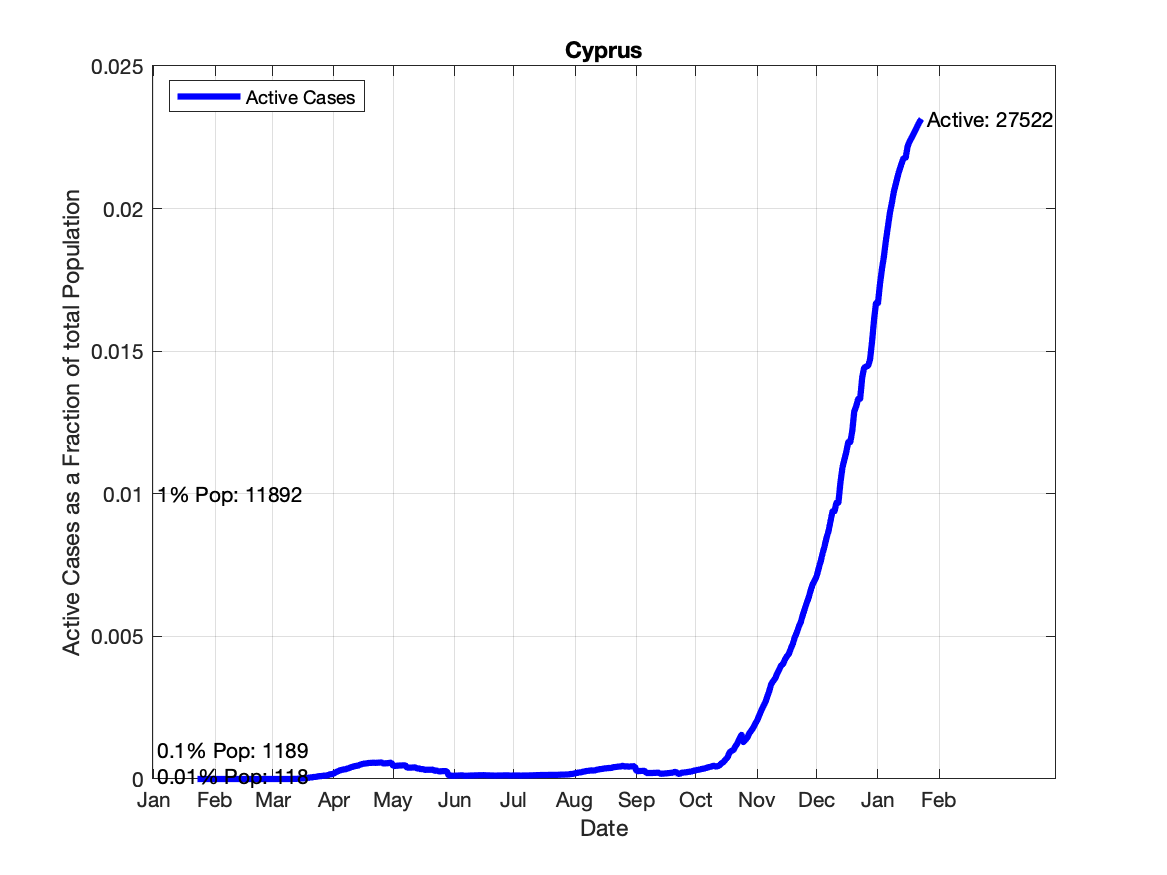 Cyprus
Active Cases
Active: 27522
0.025
0.02
0.015
0.01
0.005
0
1% Pop: 11892
0.1% Pop: 1189
0.01% Pop: 118
Active Cases as a Fraction of total Population
Jan Feb Mar Apr May Jun Jul Aug Sep Oct Nov Dec Jan Feb
Date